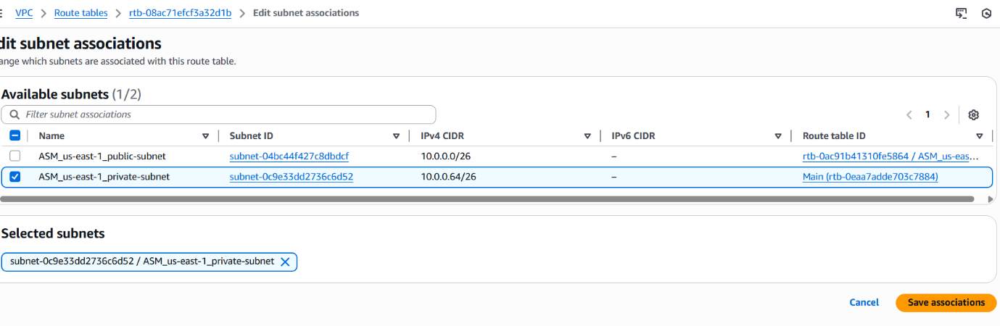 VPC > Route tables > rtb-08ac71efcf3a32d1b > Edit subnet associations
dit subnet associations
ange which subnets are associated with this route table.
Available subnets (1/2)
Filter subnet associations
1
Name Subnet ID IPv4 CIDR IPv6 CIDR Route table ID
ASM_us-east-1_public-subnet subnet-04bc44f427c8dbdcf 10.0.0.0/26 – rtb-0ac91b41310fe5864 / ASM_us-eas…
ASM_us-east-1_private-subnet subnet-0c9e33dd2736c6d52 10.0.0.64/26 – Main (rtb-0eaa7adde703c7884)
Selected subnets
subnet-0c9e33dd2736c6d52 / ASM_us-east-1_private-subnet
Cancel Save associations